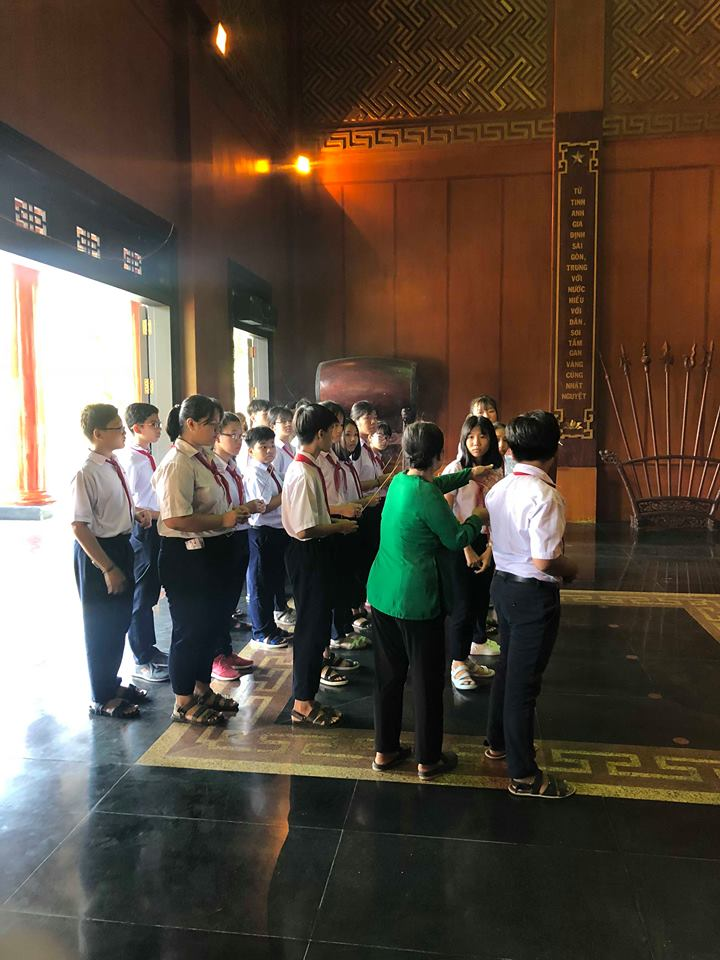 TỪ
TINH
ANH
GIA
ĐỊNH
SÀI
GÒN,
TRUNG
VỚI
NƯỚC
HIẾU
VỚI
DÂN,
SOI
TẤM
GAN
VÀNG
CÙNG
NHẬT
NGUYỆT